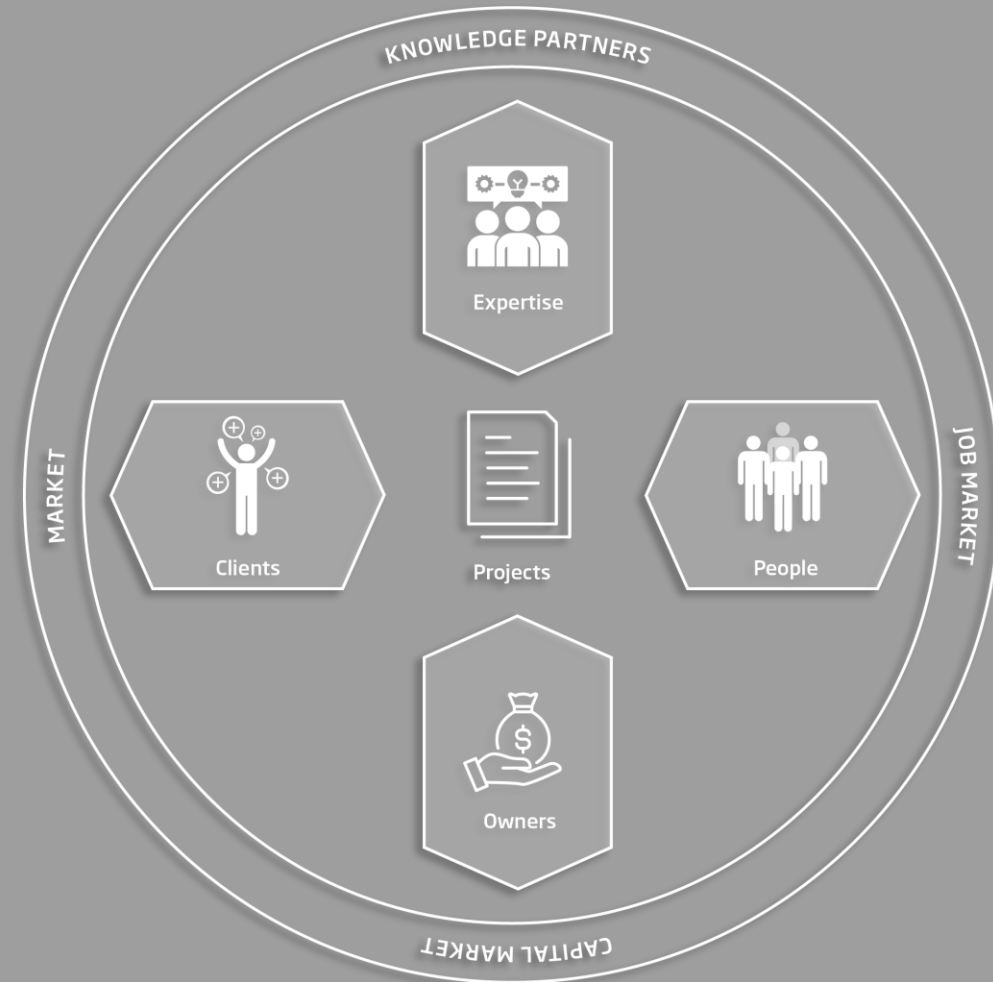 KNOWLEDGE PARTNERS
Expertise
MARKET
Clients
Projects
People
JOB MARKET
Owners
CAPITAL MARKET
$